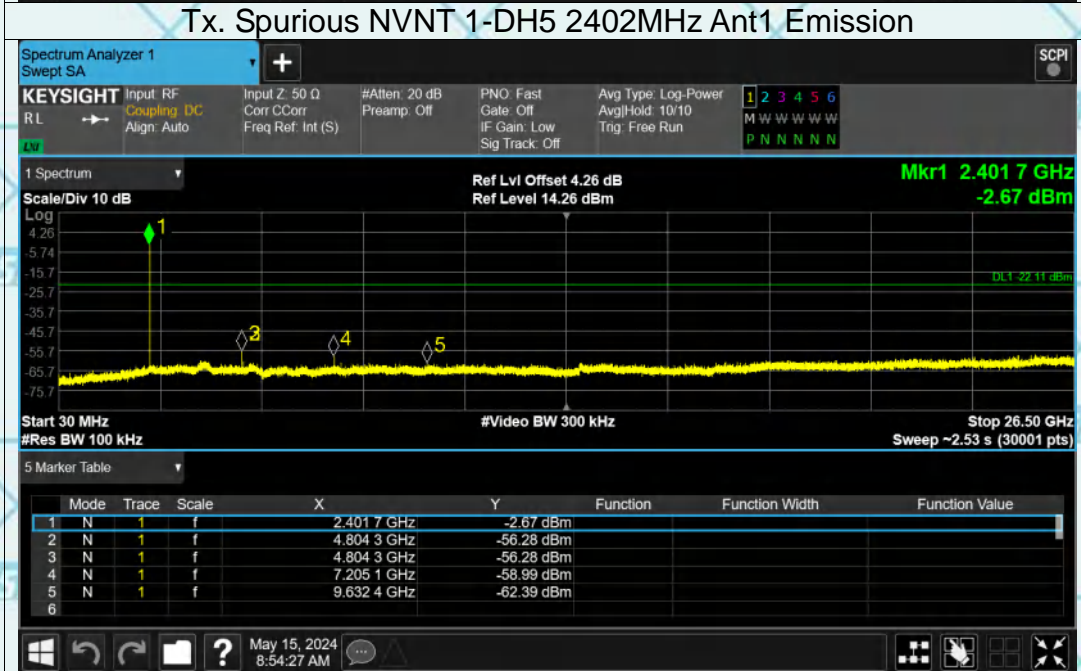 Tx. Spurious NVNT 1-DH5 2402MHz Ant1 Emission
Spectrum Analyzer 1
Swept SA
+
SCPI
KEYSIGHT Input: RF Input Z: 50 Ω #Atten: 20 dB PNO: Fast Avg Type: Log-Power 1 2 3 4 5 6
RL Coupling: DC Corr CCorr Preamp: Off Gate: Off Avg|Hold: 10/10 M W W W W W
Align: Auto Freq Ref: Int (S) IF Gain: Low Trig: Free Run
Sig Track: Off P N N N N N
LXI
1 Spectrum Ref Lvl Offset 4.26 dB Mkr1 2.401 7 GHz
Scale/Div 10 dB Ref Level 14.26 dBm -2.67 dBm
Log
4.26
-5.74
-15.7
-25.7
-35.7
-45.7
-55.7
-65.7
-75.7
1
3
4
5
DL1 -22.11 dBm
Start 30 MHz #Video BW 300 kHz Stop 26.50 GHz
#Res BW 100 kHz Sweep ~2.53 s (30001 pts)
5 Marker Table
Mode Trace Scale X Y Function Function Width Function Value
1 N 1 f 2.401 7 GHz -2.67 dBm
2 N 1 f 4.804 3 GHz -56.28 dBm
3 N 1 f 4.804 3 GHz -56.28 dBm
4 N 1 f 7.205 1 GHz -58.99 dBm
5 N 1 f 9.632 4 GHz -62.39 dBm
6
? May 15, 2024
8:54:27 AM